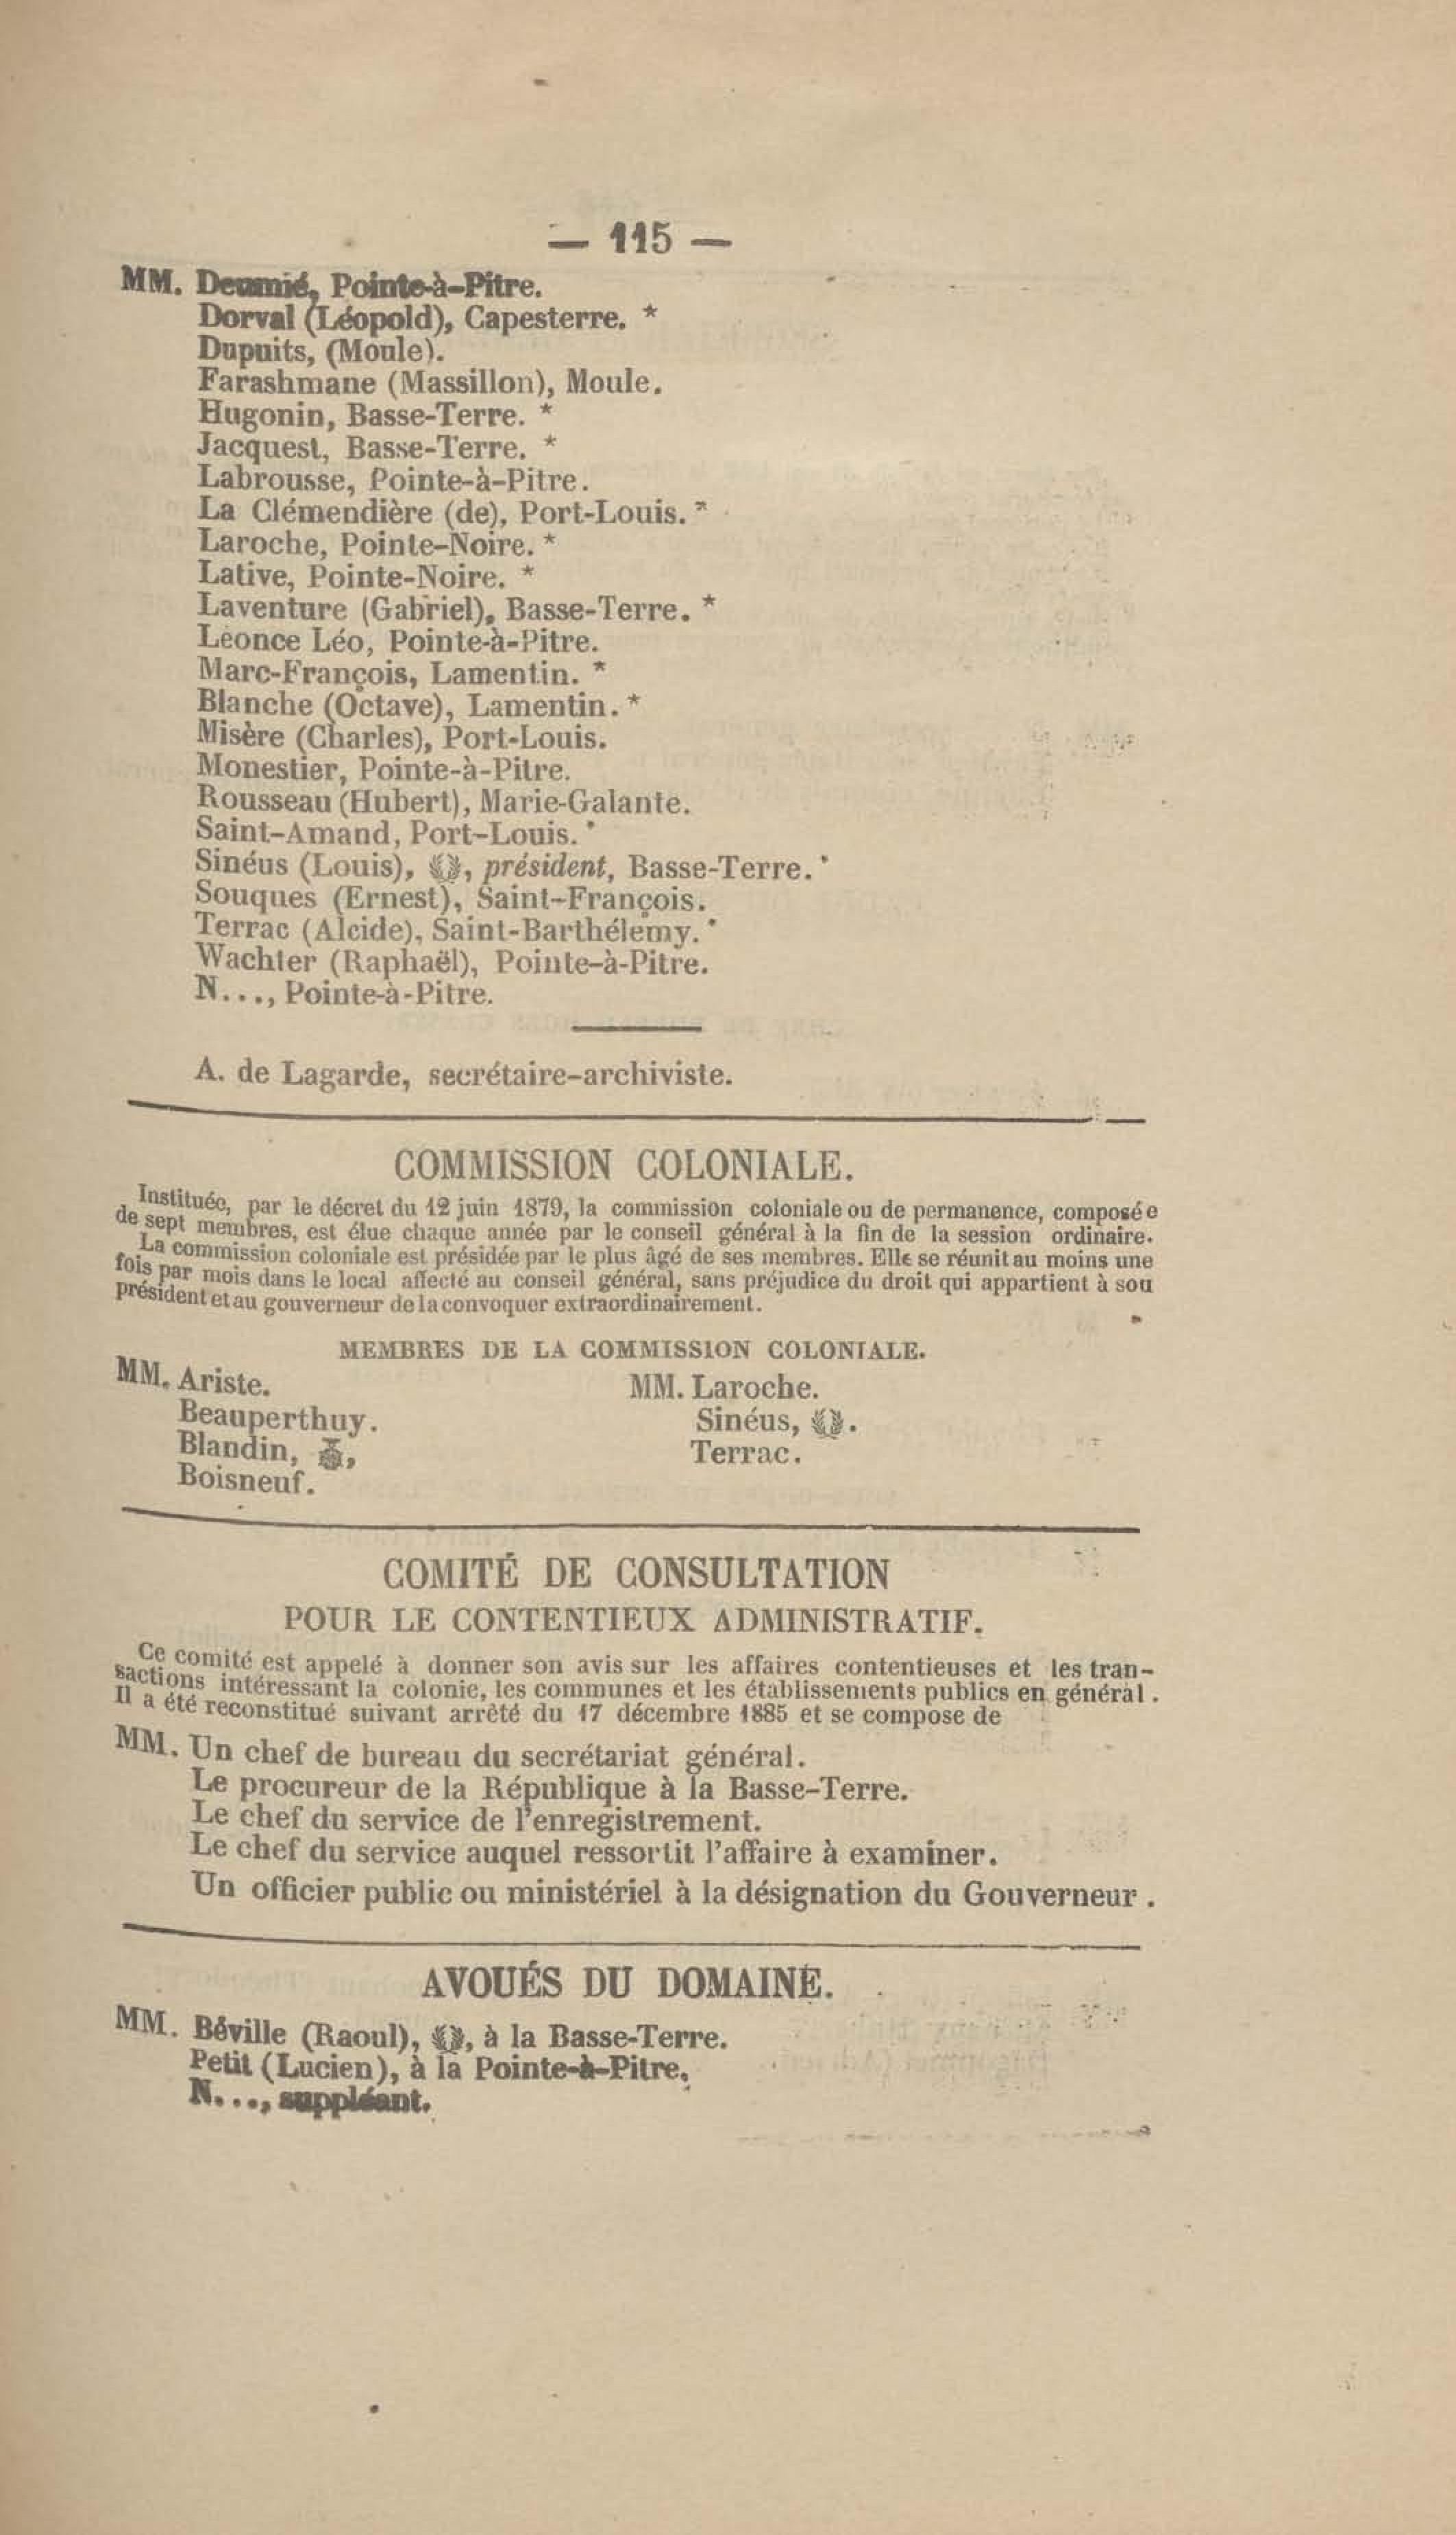 — 115 —
MM. Deumié, Pointe-à-Pitre.
Dorval (Léopold), Capesterre. *
Dupuits, (Moule).
Farashmane (Massillon), Moule.
Hugonin, Basse-Terre. *
Jacquest, Basse-Terre. *
Labrousse, Pointe-à-Pitre.
La Clémendière (de), Port-Louis. *
Laroche, Pointe-Noire. *
Lative, Pointe-Noire. *
Laventure (Gabriel), Basse-Terre. *
Léonce Léo, Pointe-à-Pitre.
Marc-François, Lamentin. *
Blanche (Octave), Lamentin. *
Misère (Charles), Port-Louis.
Monestier, Pointe-à-Pitre.
Rousseau (Hubert), Marie-Galante.
Saint-Amand, Port-Louis. *
Sinéus (Louis), président, Basse-Terre. *
Souques (Ernest), Saint-François.
Terrac (Alcide), Saint-Barthélemy. *
Wachter (Raphaël), Pointe-à-Pitre.
N..., Pointe-à-Pitre.
A. de Lagarde, secrétaire-archiviste.
COMMISSION COLONIALE.
Instituée, par le décret du 12 juin 1879, la commission coloniale ou de permanence, composée
de sept membres, est élue chaque année par le conseil général à la fin de la session ordinaire.
La commission coloniale est présidée par le plus âgé de ses membres. Elle se réunit au moins une
fois par mois dans le local affecté au conseil général, sans préjudice du droit qui appartient à son
président et au gouverneur de la convoquer extraordinairement.
MEMBRES DE LA COMMISSION COLONIALE.
MM. Ariste.
Beauperthuy.
Blandin,
Boisneuf.
MM. Laroche.
Sinéus,
Terrac.
COMITÉ DE CONSULTATION
POUR LE CONTENTIEUX ADMINISTRATIF.
Ce comité est appelé à donner son avis sur les affaires contentieuses et les tran-
sactions intéressant la colonie, les communes et les établissements publics en général.
Il a été reconstitué suivant arrêté du 17 décembre 1885 et se compose de
MM. Un chef de bureau du secrétariat général.
Le procureur de la République à la Basse-Terre.
Le chef du service de l'enregistrement.
Le chef du service auquel ressortit l'affaire à examiner.
Un officier public ou ministériel à la désignation du Gouverneur.
AVOUÉS DU DOMAINE.
MM. Béville (Raoul), à la Basse-Terre.
Petit (Lucien), à la Pointe-à-Pitre.
N..., suppléant.